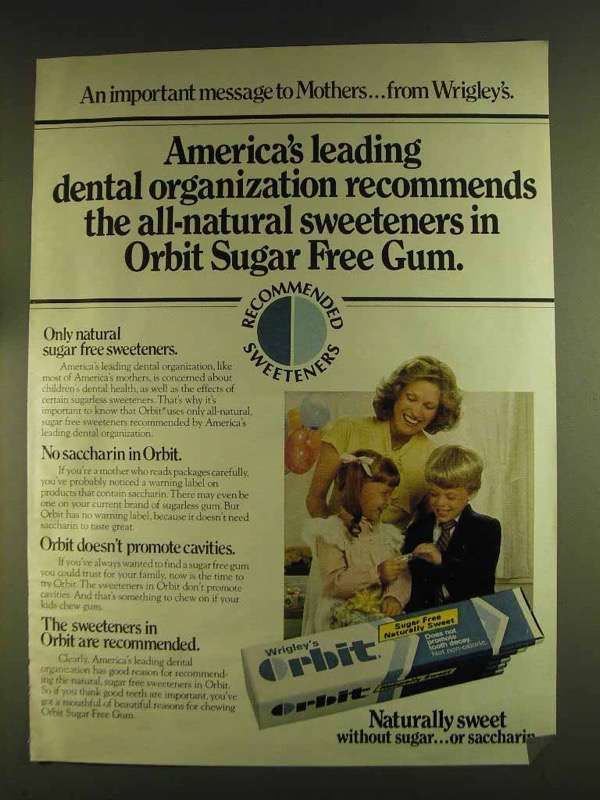 An important message to Mothers...from Wrigley's.
America's leading
dental organization recommends
the all-natural sweeteners in
Orbit Sugar Free Gum.
RECOMMENDED
SWEETENERS
Only natural
sugar free sweeteners.
America's leading dental organization, like
most of America's mothers, is concerned about
children's dental health, as well as the effects of
certain sugarless sweeteners. That's why it's
important to know that Orbit® uses only all-natural,
sugar free sweeteners recommended by America's
leading dental organization.
No saccharin in Orbit.
If you're a mother who reads packages carefully,
you've probably noticed a warning label on
products that contain saccharin. There may even be
one on your current brand of sugarless gum. But
Orbit has no warning label, because it doesn't need
saccharin to taste great.
Orbit doesn't promote cavities.
If you've always wanted to find a sugar free gum
you could trust for your family, now is the time to
try Orbit. The sweeteners in Orbit don't promote
cavities. And that's something to chew on if your
kids chew gum.
The sweeteners in
Orbit are recommended.
Clearly, America's leading dental
organization has good reason for recommend-
ing the natural, sugar free sweeteners in Orbit.
So if you think good teeth are important, you've
got a mouthful of beautiful reasons for chewing
Orbit Sugar Free Gum.
Sugar Free
Naturally Sweet
Wrigley's
Orbit
Does not
promote
tooth decay.
Not non-caloric.
Orbit
Naturally sweet
without sugar...or saccharin